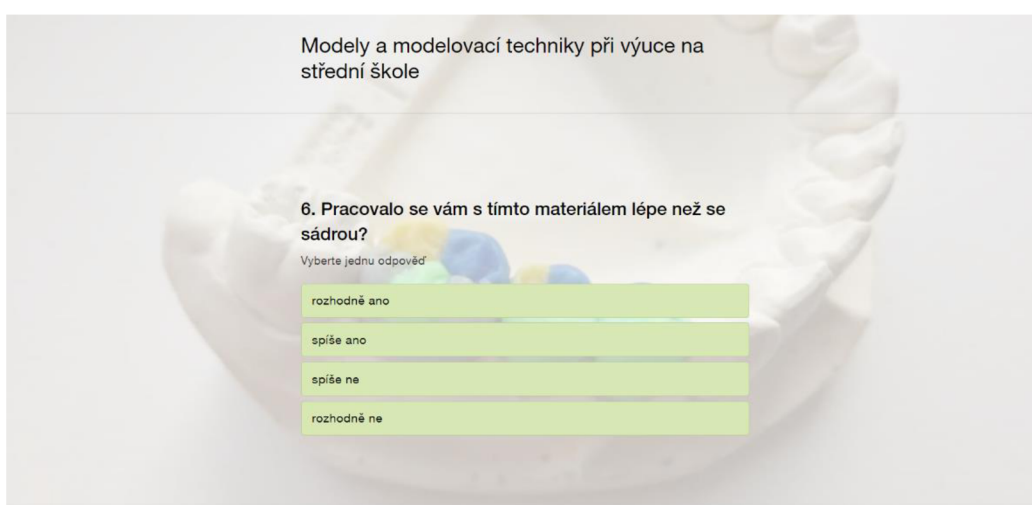 Modely a modelovací techniky při výuce na
střední škole
6. Pracovalo se vám s tímto materiálem lépe než se
sádrou?
Vyberte jednu odpověď
rozhodně ano
spíše ano
spíše ne
rozhodně ne